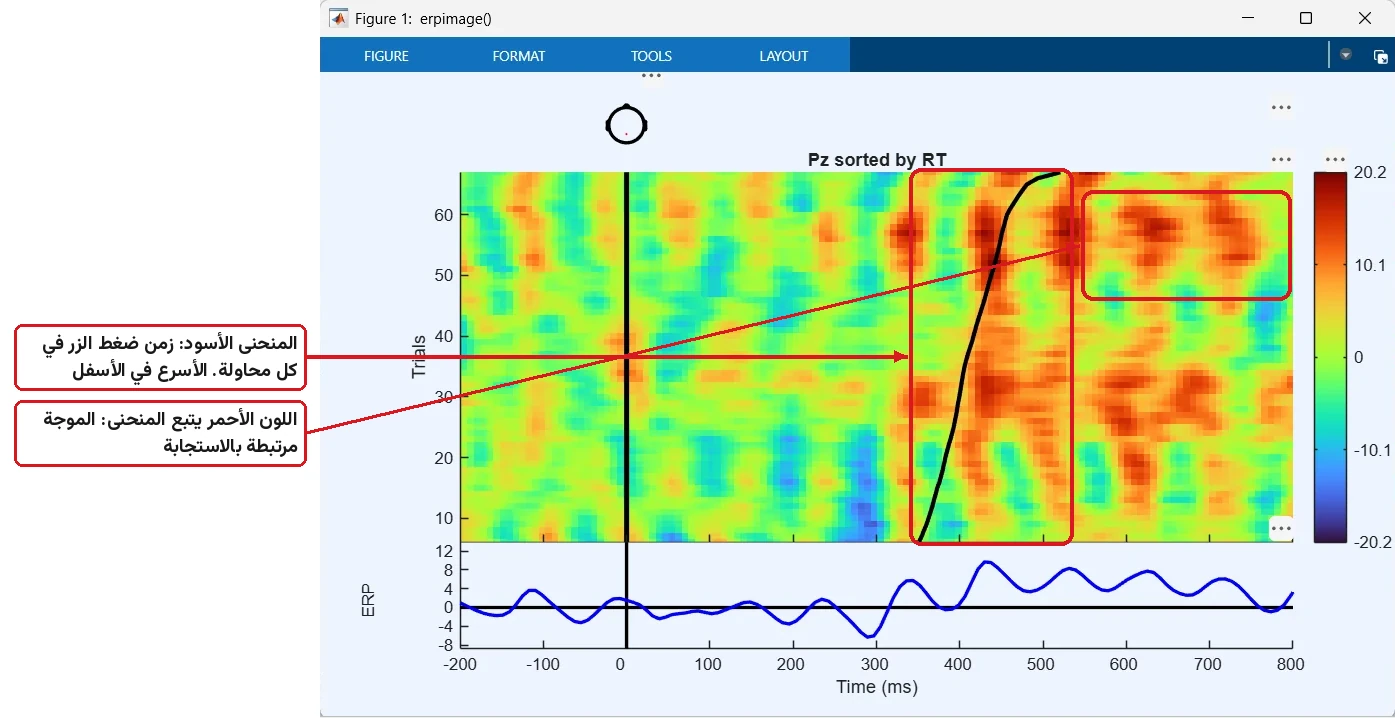 Figure 1: erpimage()
FIGURE
FORMAT
TOOLS
LAYOUT
Pz sorted by RT
Trials
60
50
40
30
20
10
20.2
10.1
0
-10.1
-20.2
المنحنى الأسود: زمن ضغط الزر في
كل محاولة. الأسرع في الأسفل
اللون الأحمر يتبع المنحنى: الموجة
مرتبطة بالاستجابة
ERP
12
8
4
0
-4
-8
-200
-100
0
100
200
300
400
500
600
700
800
Time (ms)